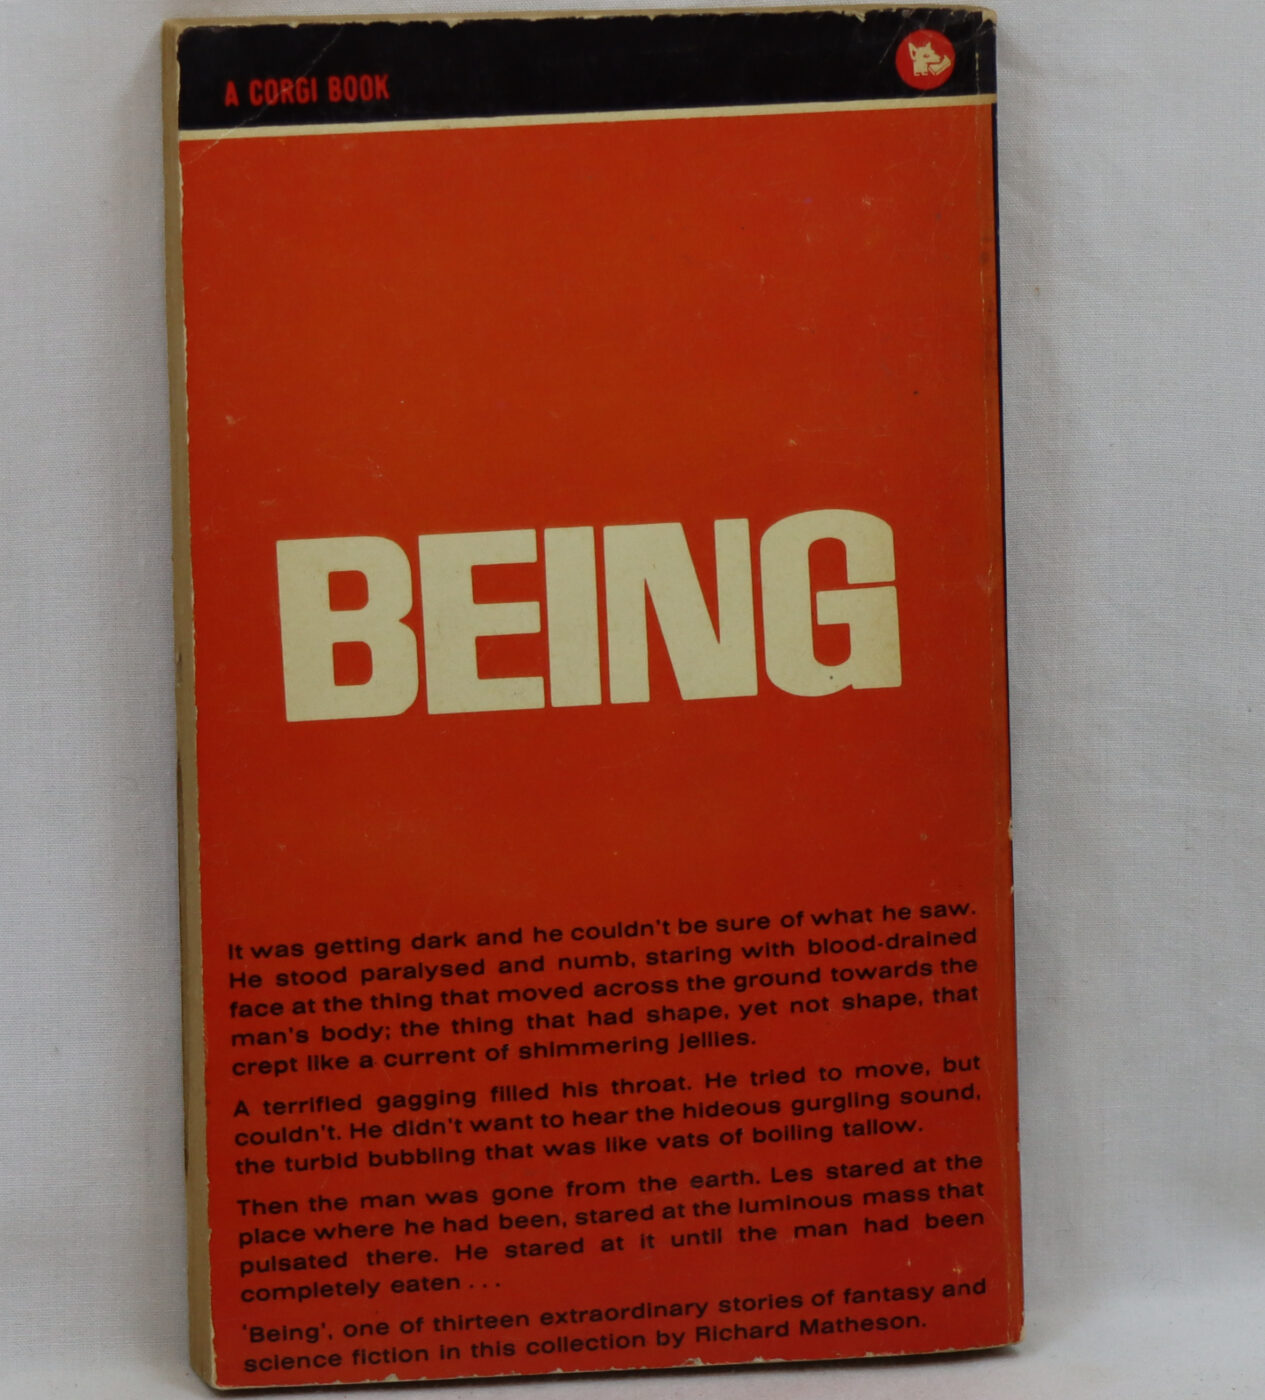 A CORGI BOOK
BEING
It was getting dark and he couldn't be sure of what he saw.
He stood paralysed and numb, staring with blood-drained
face at the thing that moved across the ground towards the
man's body; the thing that had shape, yet not shape, that
crept like a current of shimmering jellies.
A terrified gagging filled his throat. He tried to move, but
couldn't. He didn't want to hear the hideous gurgling sound,
the turbid bubbling that was like vats of boiling tallow.
Then the man was gone from the earth. Les stared at the
place where he had been, stared at the luminous mass that
pulsated there. He stared at it until the man had been
completely eaten ...
'Being', one of thirteen extraordinary stories of fantasy and
science fiction in this collection by Richard Matheson.